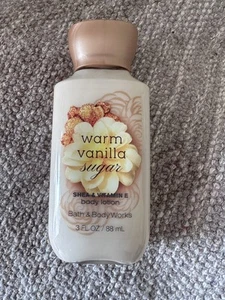 warm
vanilla
sugar
SHEA & VITAMIN E
body lotion
Bath & Body Works
3 FL OZ / 88 mL